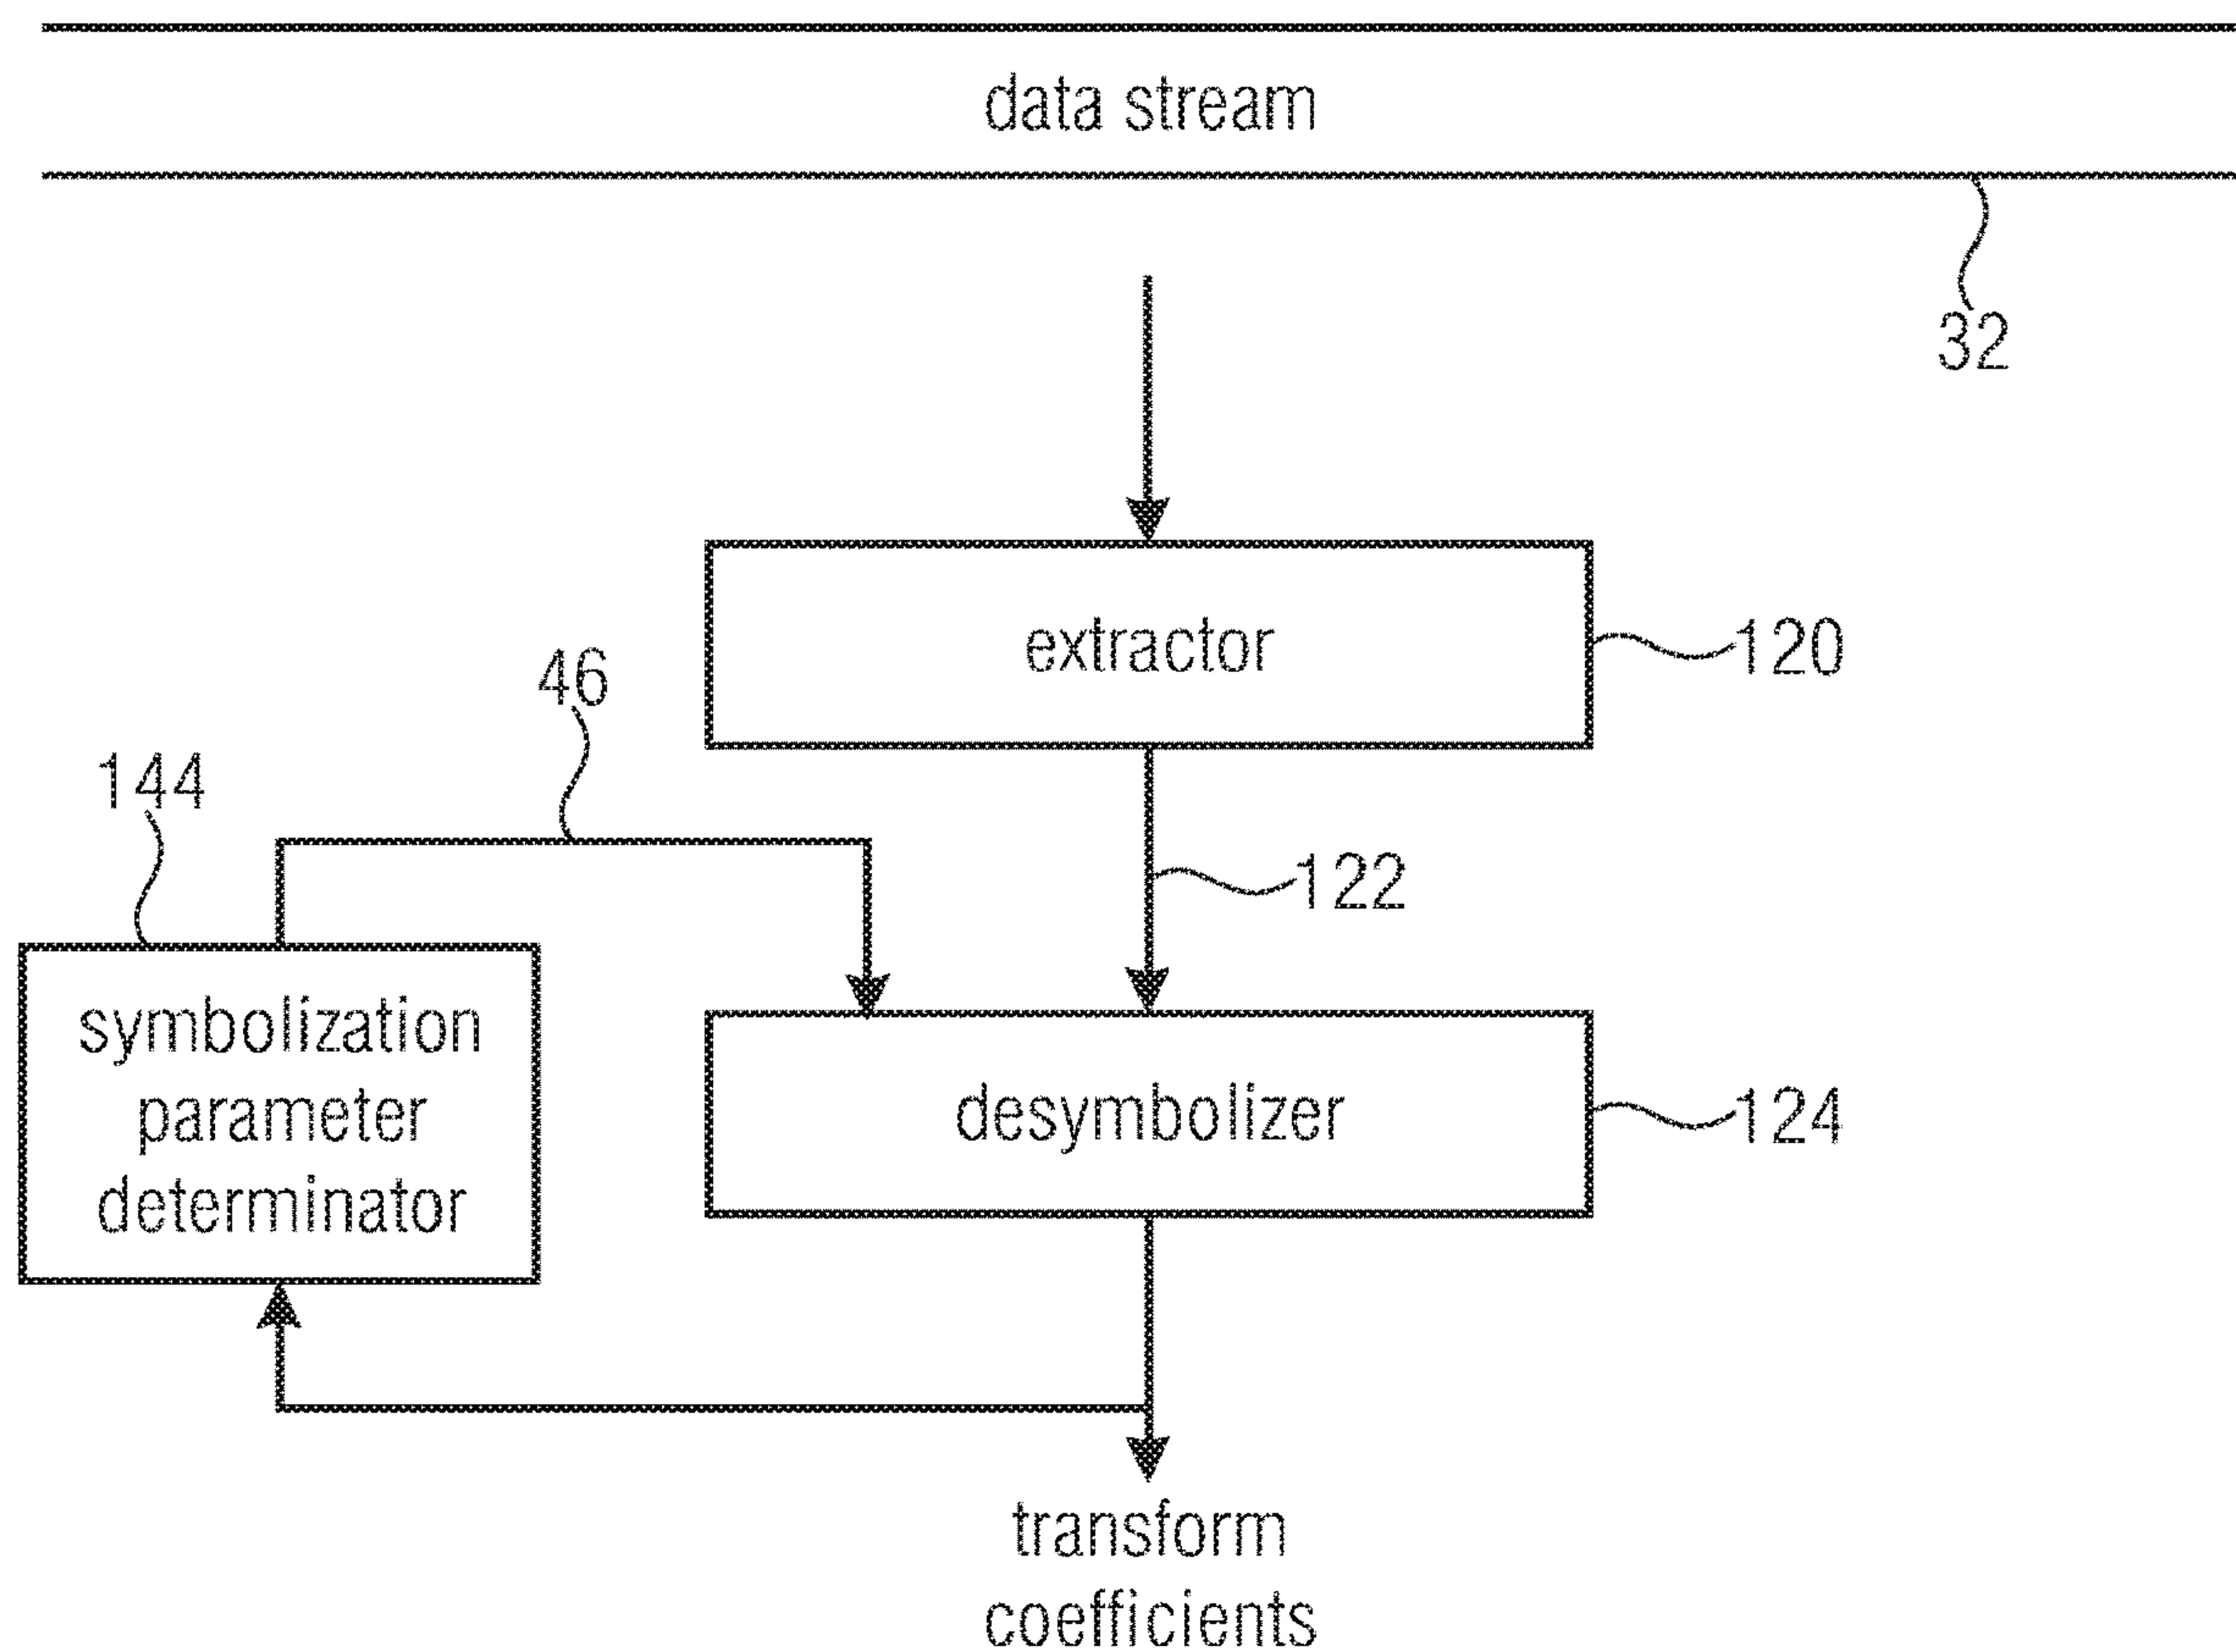 data stream
32
extractor
120
46
144
122
symbolization
parameter
determinator
desymbolizer
124
transform
coefficients